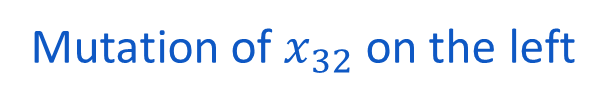 Mutation of x₃₂ on the left